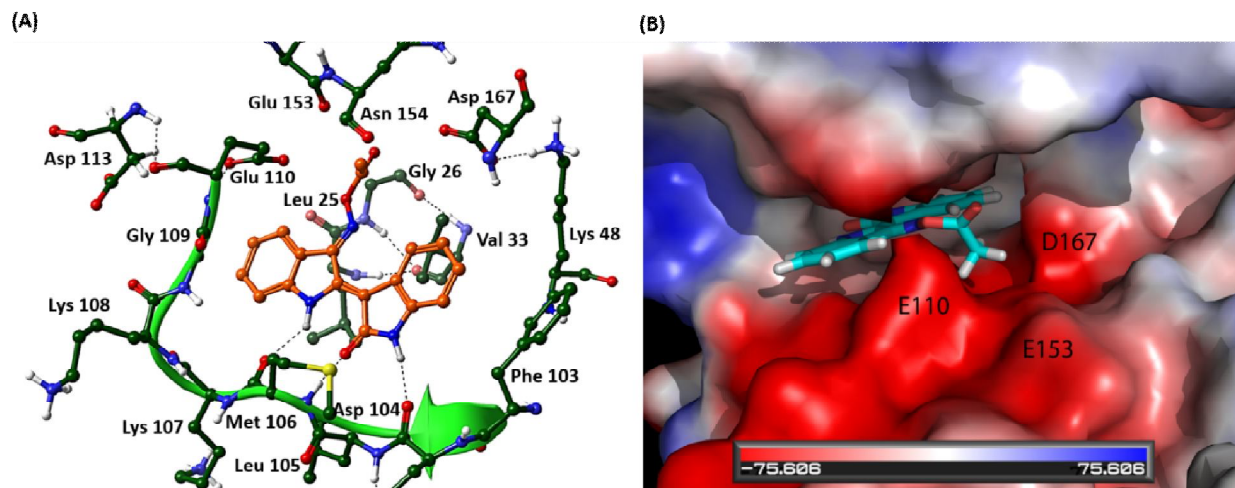 (A)
(B)
Glu 153
Asn 154
Asp 167
Asp 113
Glu 110
Gly 26
Leu 25
Gly 109
Val 33
Lys 48
Lys 108
Phe 103
Asp 104
Met 106
Lys 107
Leu 105
D167
E110
E153
-75.606
75.606